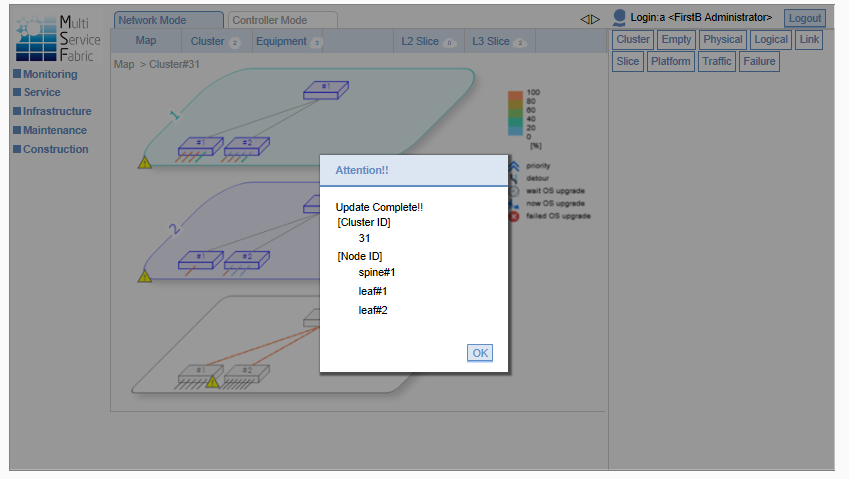 Multi
Service
Fabric
Network Mode
Controller Mode
Login:a <FirstB Administrator>
Logout
Map
Cluster 2
Equipment 3
L2 Slice 0
L3 Slice 2
Cluster
Empty
Physical
Logical
Link
Slice
Platform
Traffic
Failure
Monitoring
Service
Infrastructure
Maintenance
Construction
Map > Cluster#31
1
#1
#1
#2
2
#1
#2
#1
#2
100
80
60
40
20
0
[%]
priority
detour
wait OS upgrade
now OS upgrade
failed OS upgrade
Attention!!
Update Complete!!
[Cluster ID]
31
[Node ID]
spine#1
leaf#1
leaf#2
OK